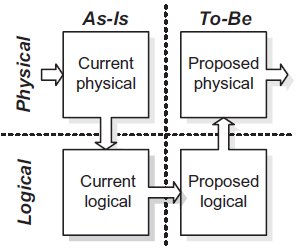 As-Is
To-Be
Physical
Current
physical
Proposed
physical
Logical
Current
logical
Proposed
logical